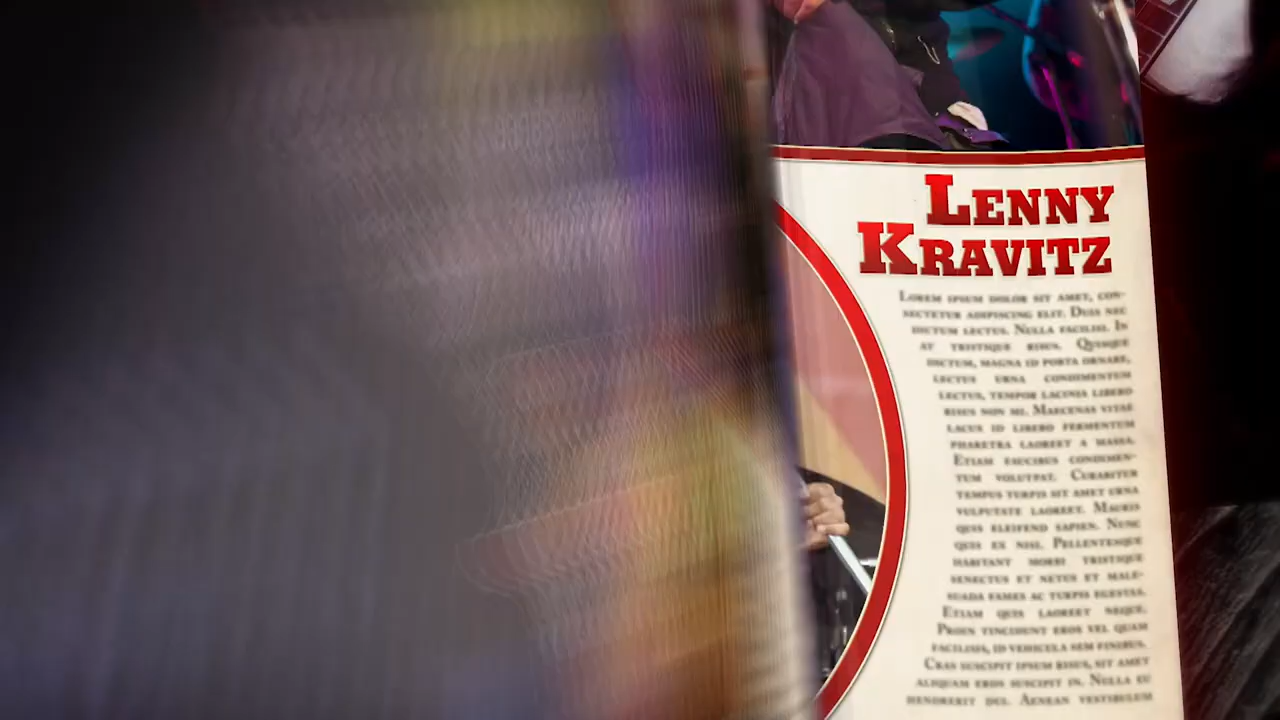 LENNY
KRAVITZ
LOREM IPSUM DOLOR SIT AMET, CON-
SECTETUR ADIPISCING ELIT. DUIS NEC
DICTUM LECTUS. NULLA FACILISI. IN
AT TRISTIQUE RISUS. QUISQUE
DICTUM, MAGNA ID PORTA ORNARE,
LECTUS URNA CONDIMENTUM
LECTUS, TEMPOR LACINIA LIBERO
RISUS NON MI. MAECENAS VITAE
LACUS ID LIBERO FERMENTUM
PHARETRA LAOREET A MASSA.
ETIAM FAUCIBUS CONDIMEN-
TUM VOLUTPAT. CURABITUR
TEMPUS TURPIS SIT AMET URNA
VULPUTATE LAOREET. MAURIS
QUIS ELEIFEND SAPIEN. NUNC
QUIS EX NISI. PELLENTESQUE
HABITANT MORBI TRISTIQUE
SENECTUS ET NETUS ET MALE-
SUADA FAMES AC TURPIS EGESTAS.
ETIAM QUIS LAOREET NEQUE.
PROIN TINCIDUNT EROS VEL QUAM
FACILISIS, ID VEHICULA SEM FINIBUS.
CRAS SUSCIPIT IPSUM RISUS, SIT AMET
ALIQUAM EROS SUSCIPIT IN. NULLA EU
HENDRERIT DUI. AENEAN VESTIBULUM